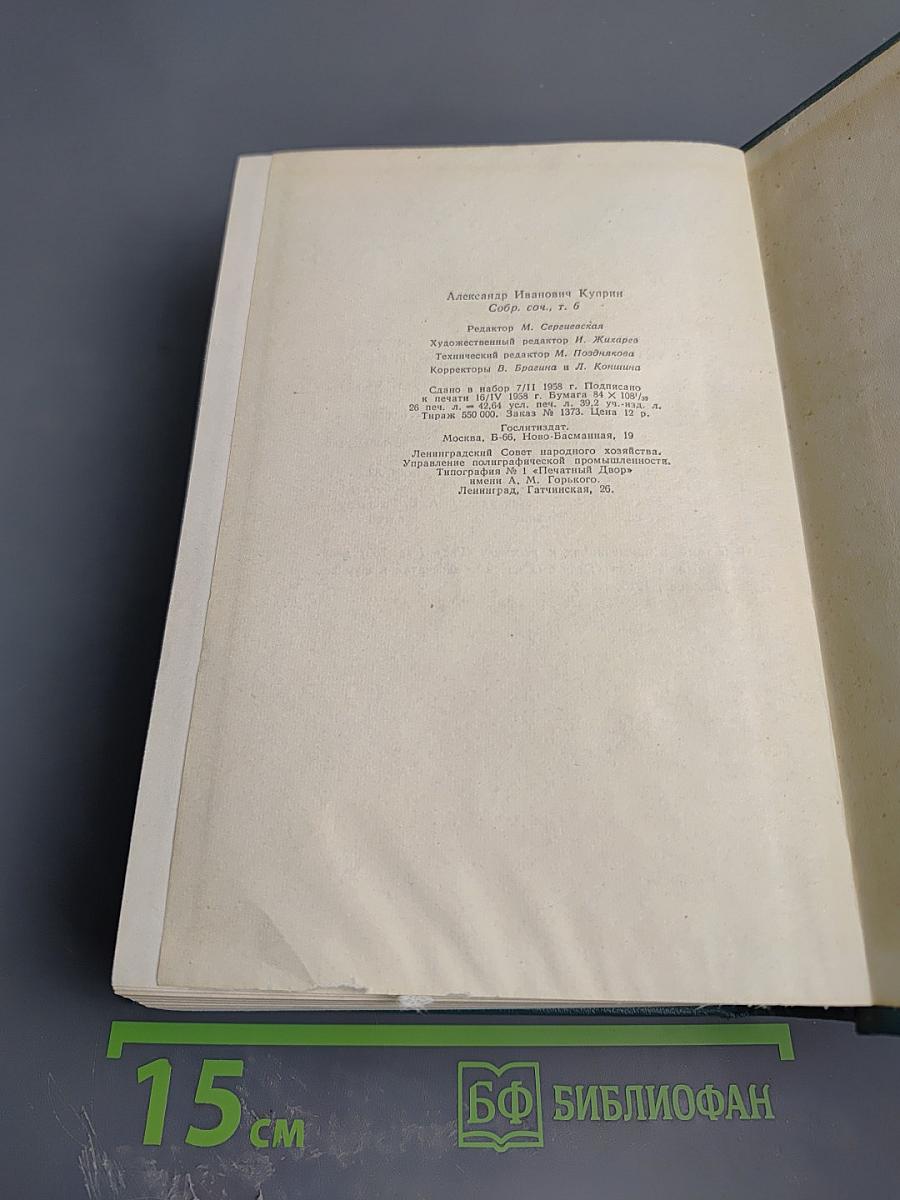 Александр Иванович Куприн
Собр. соч., т. 6
Редактор М. Сергиевская
Художественный редактор И. Жихарев
Технический редактор М. Позднякова
Корректоры В. Брагина и Л. Коншина
Сдано в набор 7/II 1958 г. Подписано
к печати 16/IV 1958 г. Бумага 84 × 108¹/₃₂
26 печ. л. = 42,64 усл. печ. л. 39,2 уч.-изд. л.
Тираж 550 000. Заказ № 1373. Цена 12 р.
Гослитиздат.
Москва, Б-66, Ново-Басманная, 19
Ленинградский Совет народного хозяйства.
Управление полиграфической промышленности.
Типография № 1 «Печатный Двор»
имени А. М. Горького.
Ленинград, Гатчинская, 26.
15 см
БФ БИБЛИОФАН